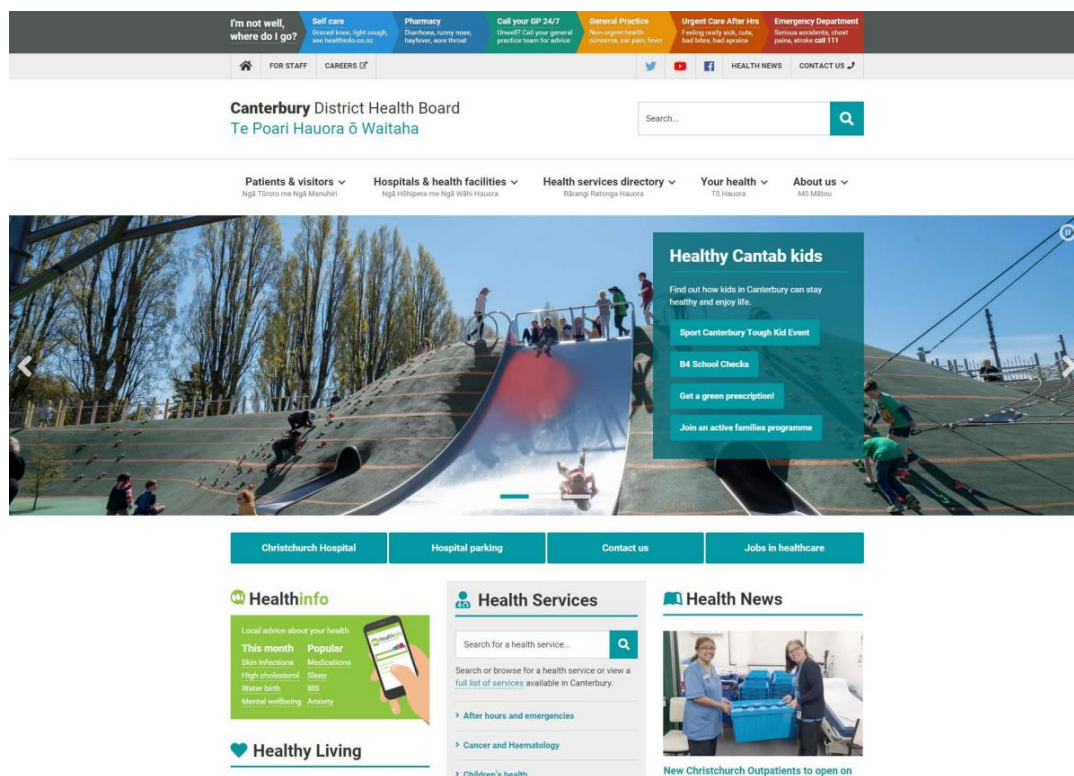 I'm not well,
where do I go?
Self care
Grazed knee, light cough,
see healthinfo.co.nz
Pharmacy
Diarrhoea, runny nose,
hayfever, sore throat
Call your GP 24/7
Unwell? Call your general
practice team for advice
General Practice
Non-urgent health
concerns, ear pain, fever
Urgent Care After Hrs
Feeling really sick, cuts,
bad bites, bad sprains
Emergency Department
Serious accidents, chest
pains, stroke call 111
FOR STAFF
CAREERS
HEALTH NEWS
CONTACT US
Canterbury District Health Board
Te Poari Hauora ō Waitaha
Search...
Patients & visitors
Ngā Tūroro me Ngā Manuhiri
Hospitals & health facilities
Ngā Hōhipera me Ngā Wāhi Hauora
Health services directory
Rārangi Ratonga Hauora
Your health
Tō Hauora
About us
Mō Mātou
Healthy Cantab kids
Find out how kids in Canterbury can stay
healthy and enjoy life.
Sport Canterbury Tough Kid Event
B4 School Checks
Get a green prescription!
Join an active families programme
Christchurch Hospital
Hospital parking
Contact us
Jobs in healthcare
Healthinfo
Local advice about your health
This month
Skin Infections
High cholesterol
Water birth
Mental wellbeing
Popular
Medications
Sleep
IBS
Anxiety
Healthy Living
Health Services
Search for a health service...
Search or browse for a health service or view a
full list of services available in Canterbury.
After hours and emergencies
Cancer and Haematology
Children's health
Health News
New Christchurch Outpatients to open on